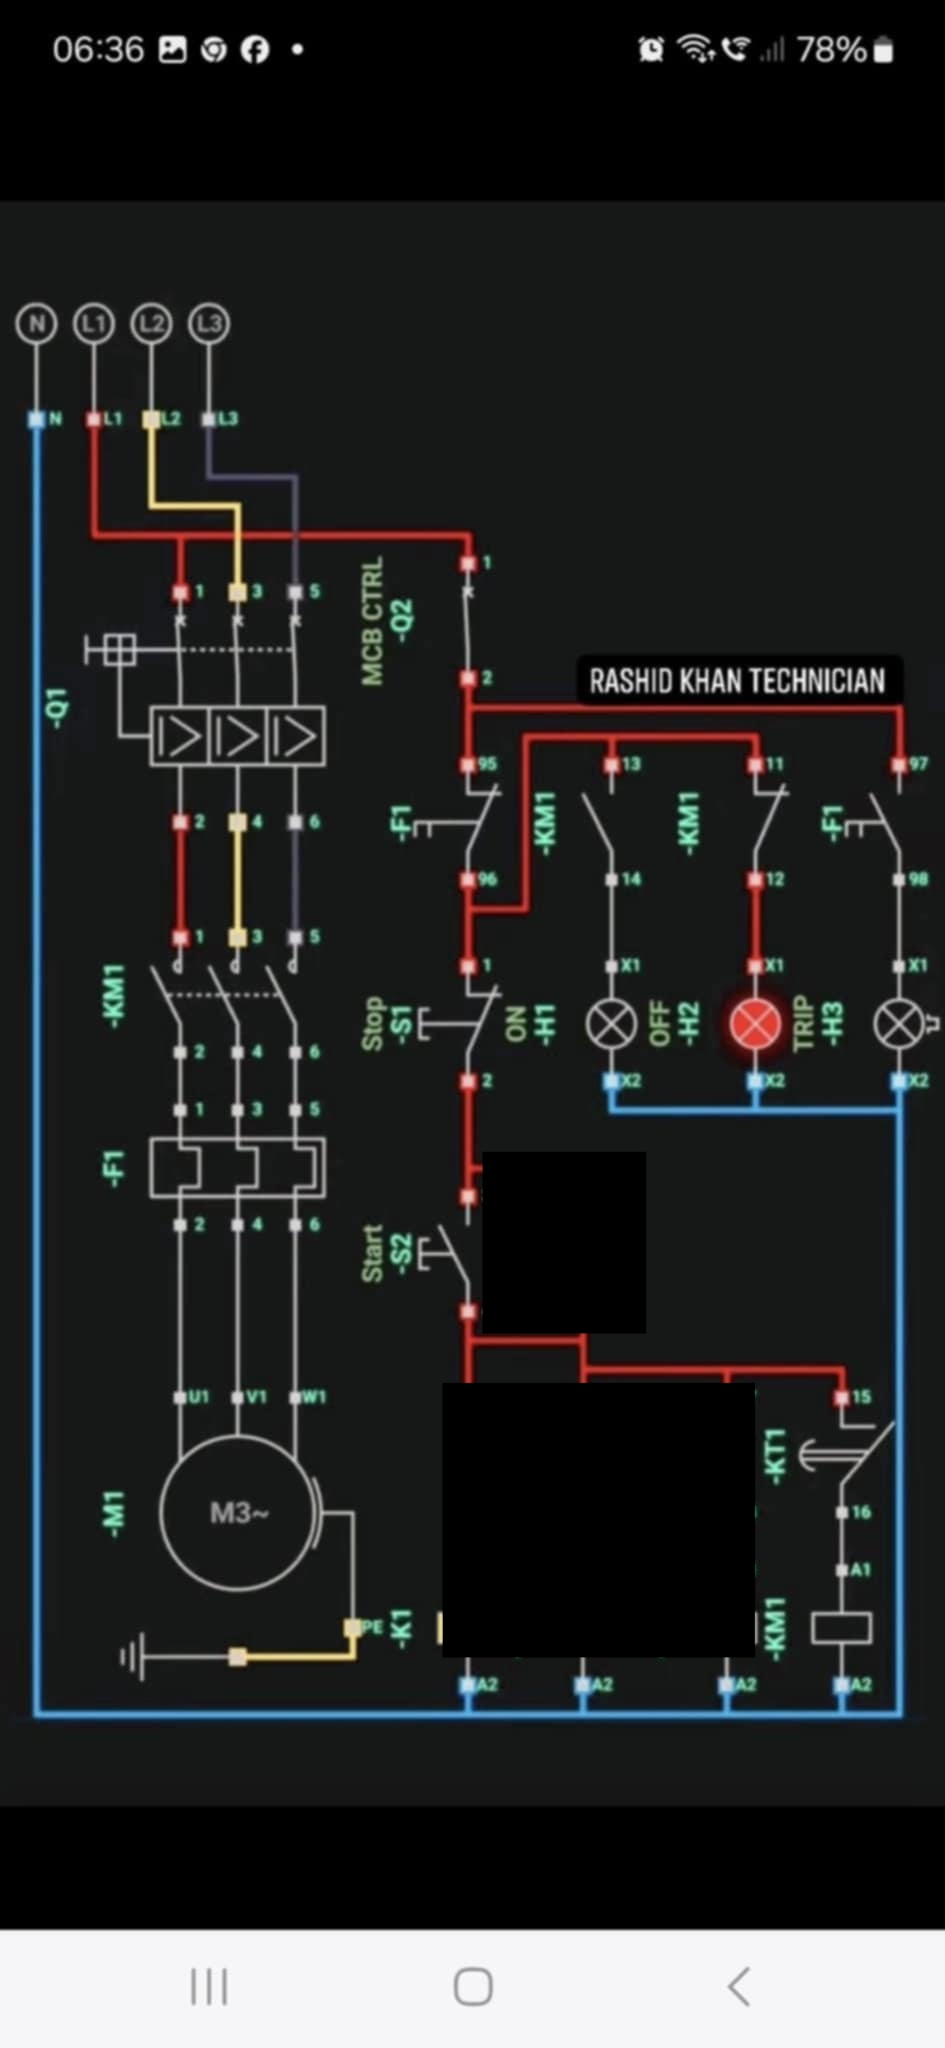 06:36
78%
N L1 L2 L3
N L1 L2 L3
1
1 3 5
MCB CTRL
-Q2
2
RASHID KHAN TECHNICIAN
-Q1
95 13 11 97
2 4 6
-F1
-KM1
-KM1
-F1
96 14 12 98
1 3 5
1 X1 X1 X1
-KM1
Stop
-S1
ON
-H1
OFF
-H2
TRIP
-H3
2 4 6
2 X2 X2 X2
1 3 5
-F1
2 4 6
Start
-S2
U1 V1 W1
15
-KT1
-M1
M3~
16
A1
PE
-K1
-KM1
A2 A2 A2 A2